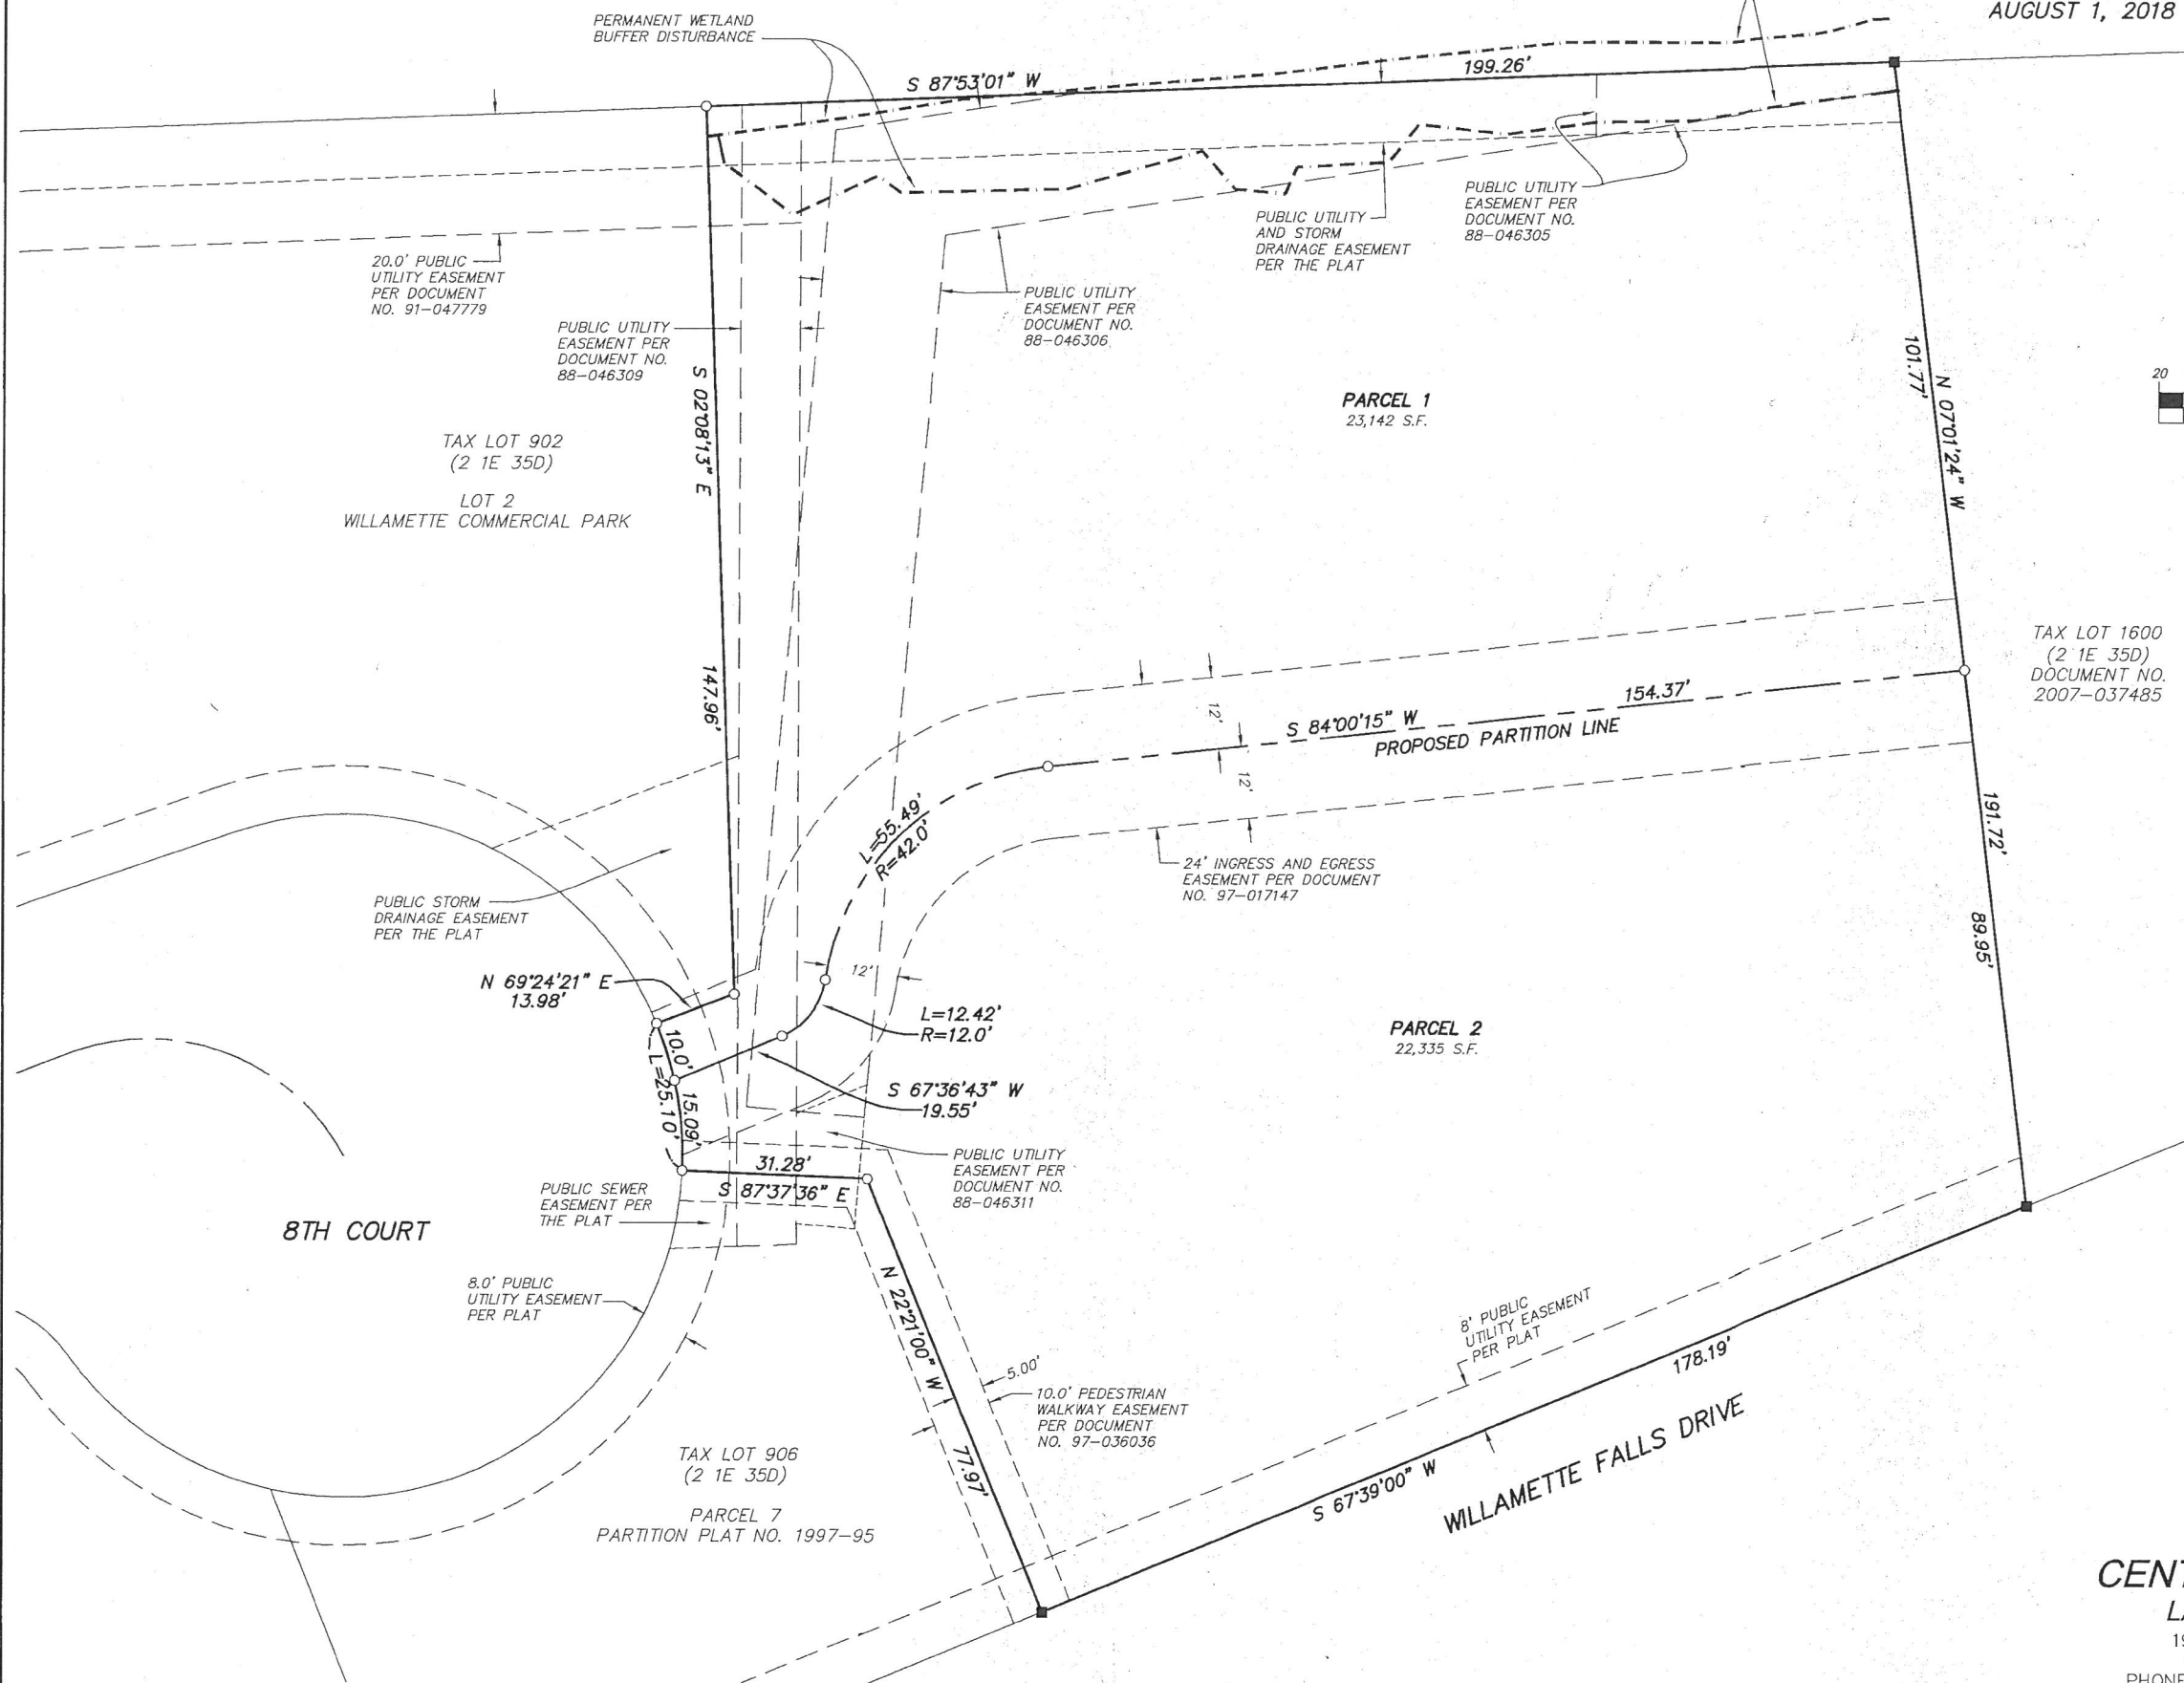 AUGUST 1, 2018
PERMANENT WETLAND
BUFFER DISTURBANCE
S 87°53'01" W
199.26'
20.0' PUBLIC
UTILITY EASEMENT
PER DOCUMENT
NO. 91-047779
PUBLIC UTILITY
EASEMENT PER
DOCUMENT NO.
88-046309
PUBLIC UTILITY
EASEMENT PER
DOCUMENT NO.
88-046306
PUBLIC UTILITY
AND STORM
DRAINAGE EASEMENT
PER THE PLAT
PUBLIC UTILITY
EASEMENT PER
DOCUMENT NO.
88-046305
S 02°08'13" E
147.96'
TAX LOT 902
(2 1E 35D)
LOT 2
WILLAMETTE COMMERCIAL PARK
PARCEL 1
23,142 S.F.
101.77'
N 07°01'24" W
20
TAX LOT 1600
(2 1E 35D)
DOCUMENT NO.
2007-037485
12'
12'
S 84°00'15" W
154.37'
PROPOSED PARTITION LINE
191.72'
89.95'
L=55.49'
R=42.0'
24' INGRESS AND EGRESS
EASEMENT PER DOCUMENT
NO. 97-017147
PUBLIC STORM
DRAINAGE EASEMENT
PER THE PLAT
N 69°24'21" E
13.98'
12'
L=12.42'
R=12.0'
10.0'
L=25.10'
15.09'
S 67°36'43" W
19.55'
PARCEL 2
22,335 S.F.
PUBLIC UTILITY
EASEMENT PER
DOCUMENT NO.
88-046311
31.28'
S 87°37'36" E
PUBLIC SEWER
EASEMENT PER
THE PLAT
8TH COURT
8.0' PUBLIC
UTILITY EASEMENT
PER PLAT
N 22°21'00" W
77.97'
5.00'
10.0' PEDESTRIAN
WALKWAY EASEMENT
PER DOCUMENT
NO. 97-036036
8' PUBLIC
UTILITY EASEMENT
PER PLAT
178.19'
S 67°39'00" W
WILLAMETTE FALLS DRIVE
TAX LOT 906
(2 1E 35D)
PARCEL 7
PARTITION PLAT NO. 1997-95
CENT
PHONE